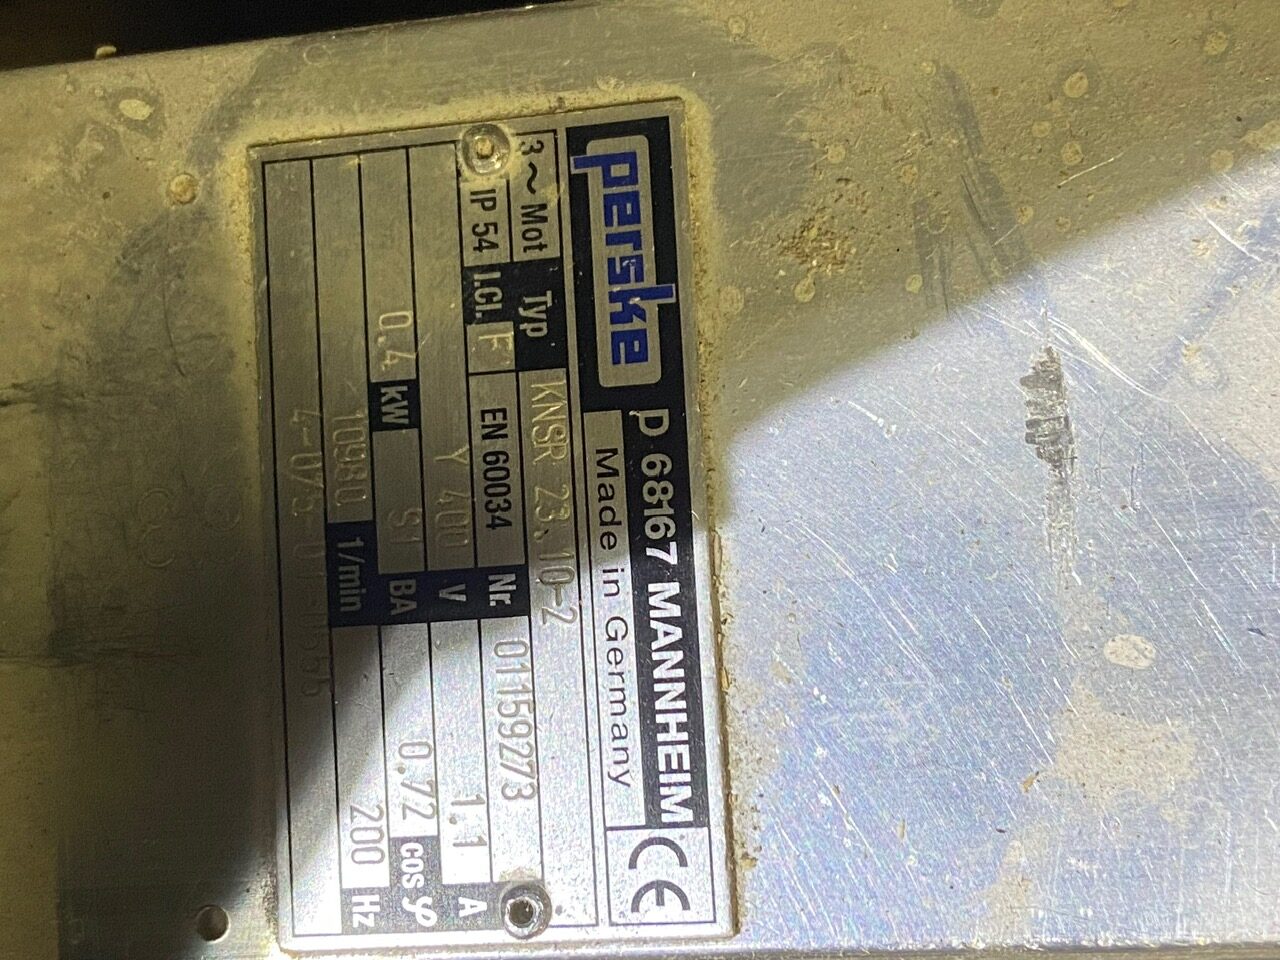 perske D 68167 MANNHEIM CE
Made in Germany
3~ Mot Typ KNSR 23.10-2
IP 54 I.Cl. F EN 60034 Nr. 01159273
Y 400 V 1.1 A
0.4 kW S1 BA 0.72 cos φ
10980 1/min 200 Hz